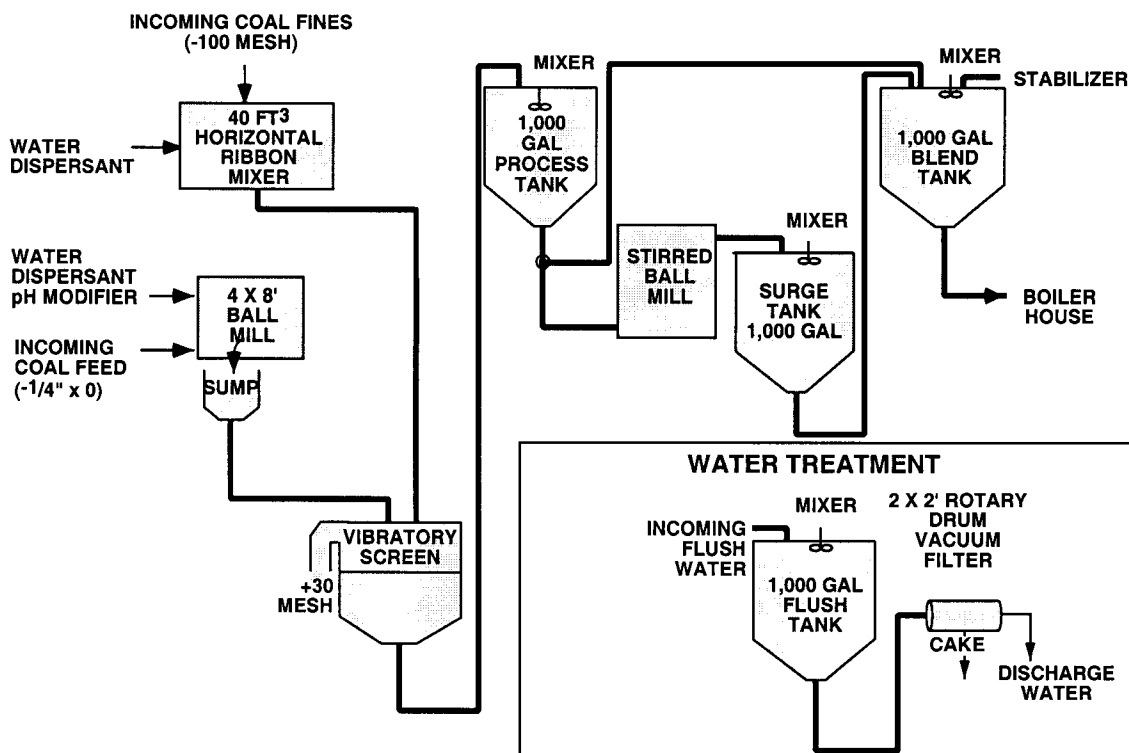 INCOMING COAL FINES
(-100 MESH)
40 FT3
HORIZONTAL
RIBBON
MIXER
WATER
DISPERSANT
WATER
DISPERSANT
pH MODIFIER
4 X 8'
BALL
MILL
INCOMING
COAL FEED
(-1/4" x 0)
SUMP
VIBRATORY
SCREEN
+30
MESH
MIXER
1,000
GAL
PROCESS
TANK
STIRRED
BALL
MILL
MIXER
SURGE
TANK
1,000 GAL
MIXER
STABILIZER
1,000 GAL
BLEND
TANK
BOILER
HOUSE
WATER TREATMENT
INCOMING
FLUSH
WATER
MIXER
1,000 GAL
FLUSH
TANK
2 X 2' ROTARY
DRUM
VACUUM
FILTER
CAKE
DISCHARGE
WATER